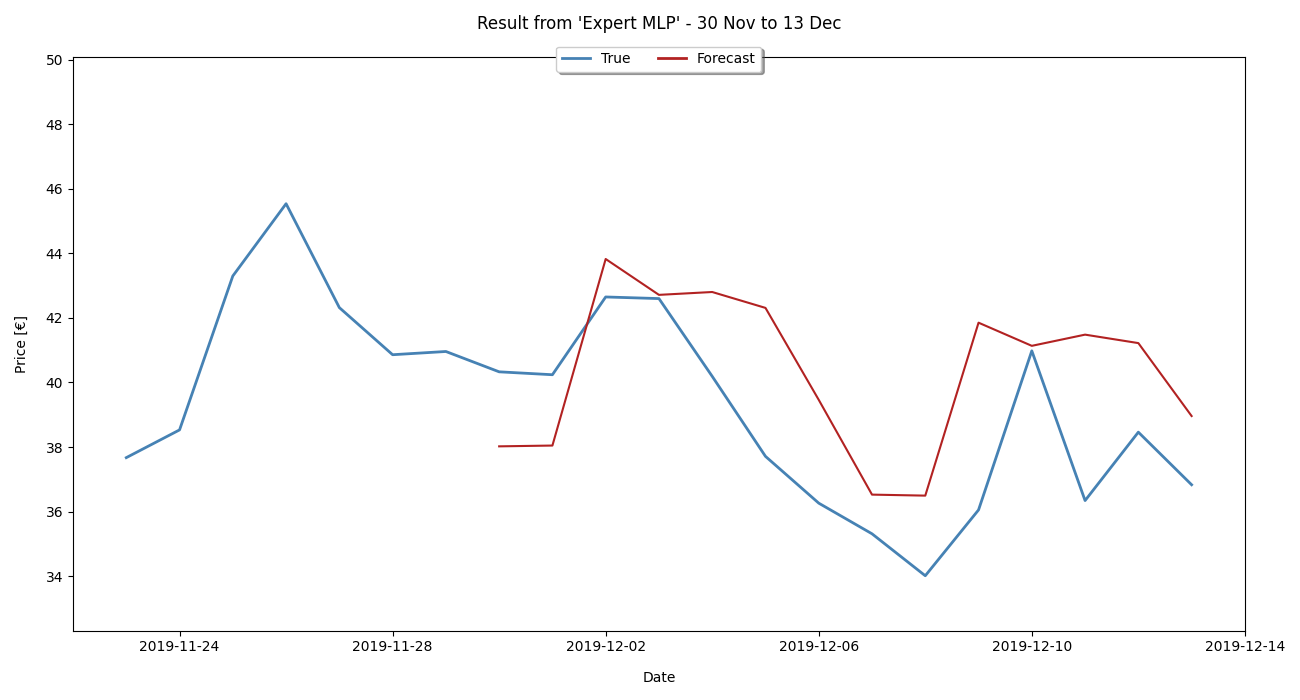 Result from 'Expert MLP' - 30 Nov to 13 Dec
True Forecast
50
48
46
44
42
40
38
36
34
Price [€]
2019-11-24 2019-11-28 2019-12-02 2019-12-06 2019-12-10 2019-12-14
Date